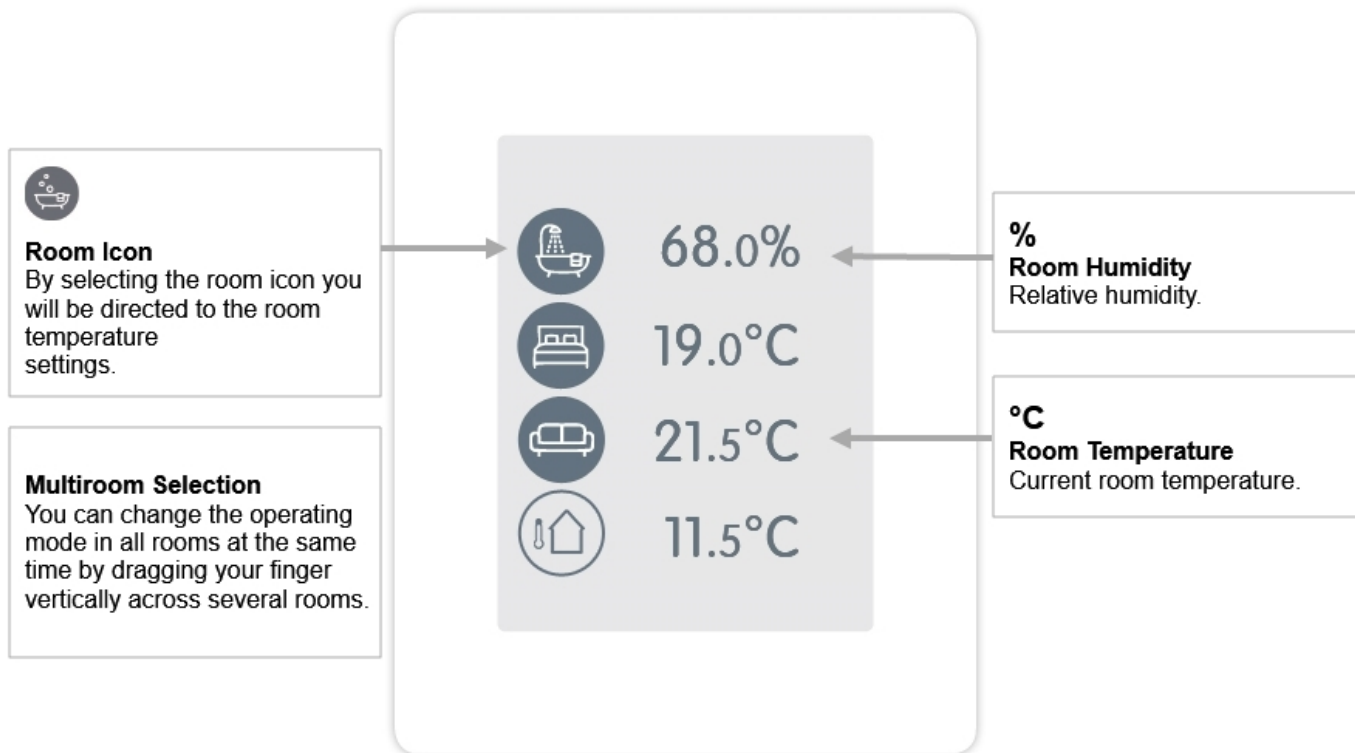 Room Icon
By selecting the room icon you
will be directed to the room
temperature
settings.
Multiroom Selection
You can change the operating
mode in all rooms at the same
time by dragging your finger
vertically across several rooms.
68.0%
19.0°C
21.5°C
11.5°C
%
Room Humidity
Relative humidity.
°C
Room Temperature
Current room temperature.